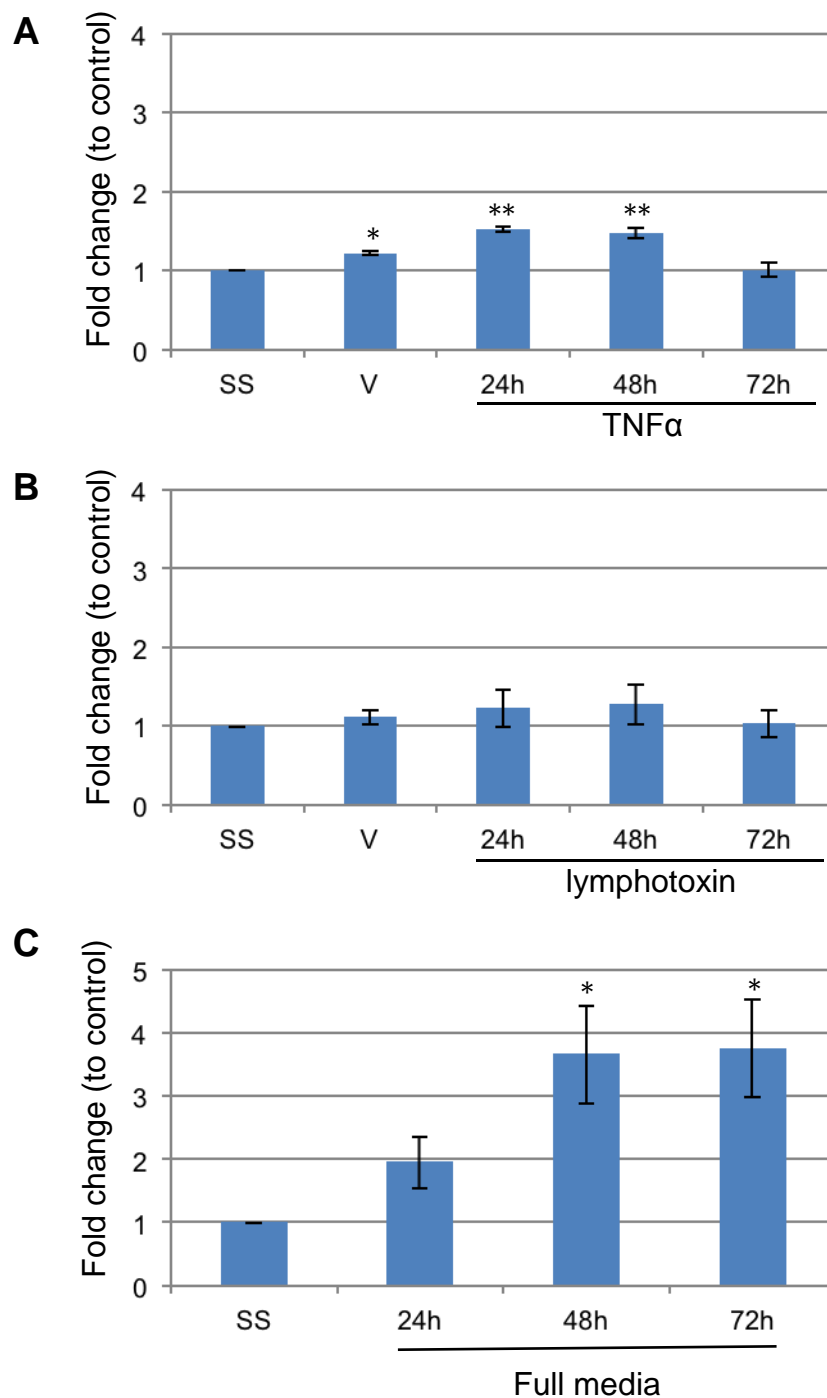 A
Fold change (to control)
4
3
2
1
0
*
**
**
SS V 24h 48h 72h
TNFα
B
Fold change (to control)
4
3
2
1
0
SS V 24h 48h 72h
lymphotoxin
C
Fold change (to control)
5
4
3
2
1
0
*
*
SS 24h 48h 72h
Full media